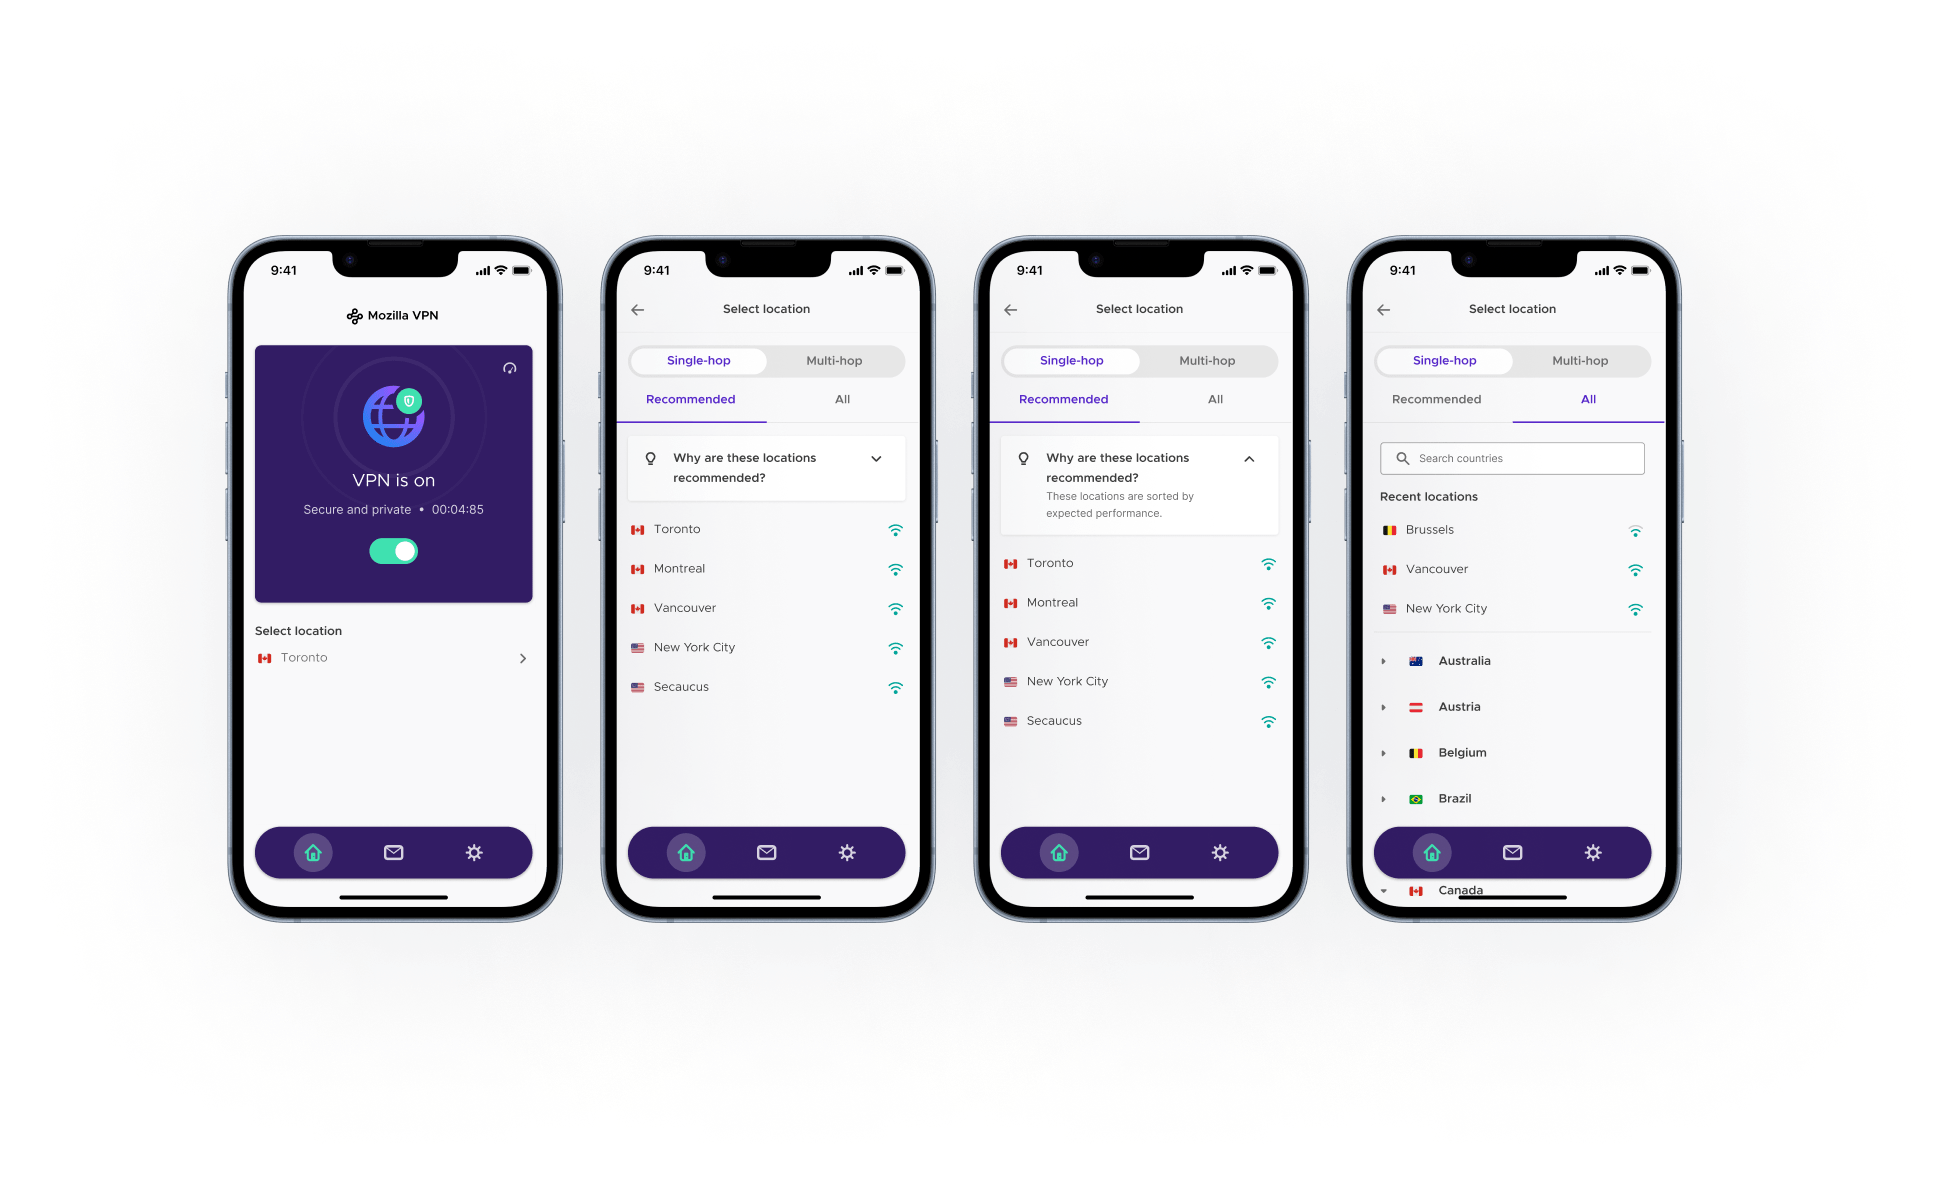 9:41
Mozilla VPN
VPN is on
Secure and private • 00:04:85
Select location
Toronto
9:41
Select location
Single-hop Multi-hop
Recommended All
Why are these locations
recommended?
Toronto
Montreal
Vancouver
New York City
Secaucus
9:41
Select location
Single-hop Multi-hop
Recommended All
Why are these locations
recommended?
These locations are sorted by
expected performance.
Toronto
Montreal
Vancouver
New York City
Secaucus
9:41
Select location
Single-hop Multi-hop
Recommended All
Search countries
Recent locations
Brussels
Vancouver
New York City
Australia
Austria
Belgium
Brazil
Canada